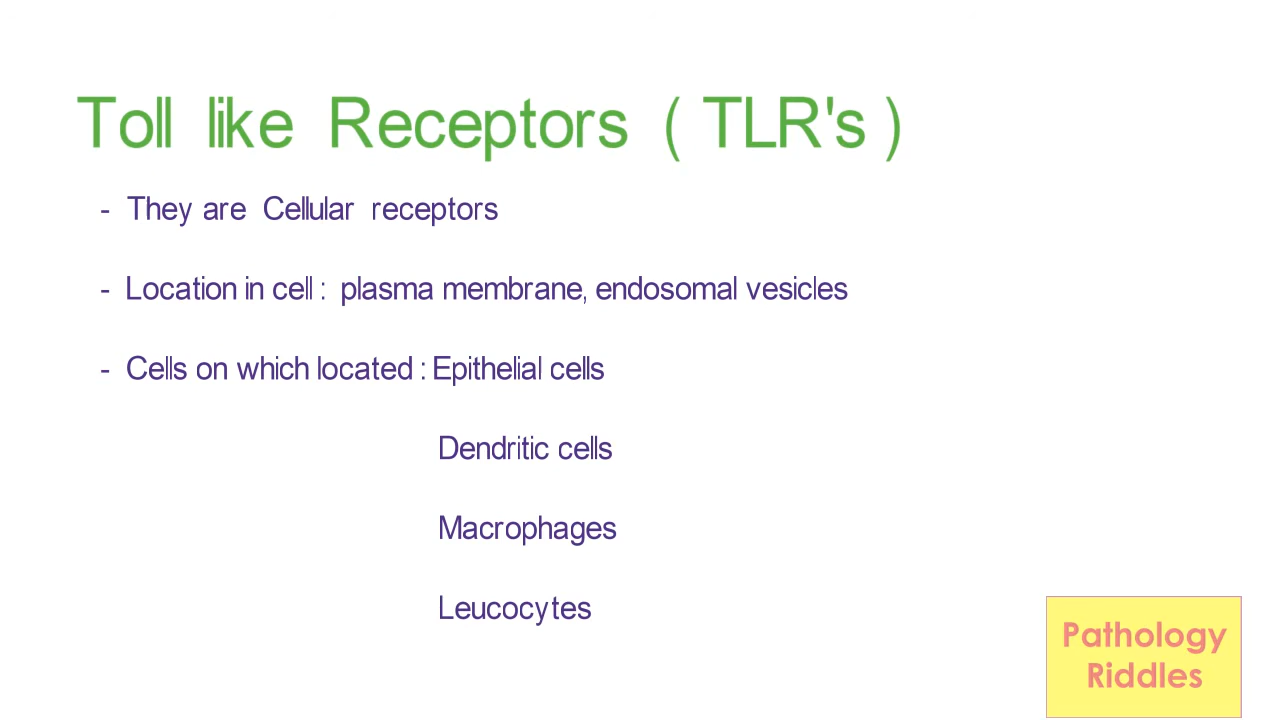 Toll like Receptors ( TLR's )
- They are Cellular receptors
- Location in cell : plasma membrane, endosomal vesicles
- Cells on which located : Epithelial cells
Dendritic cells
Macrophages
Leucocytes
Pathology
Riddles